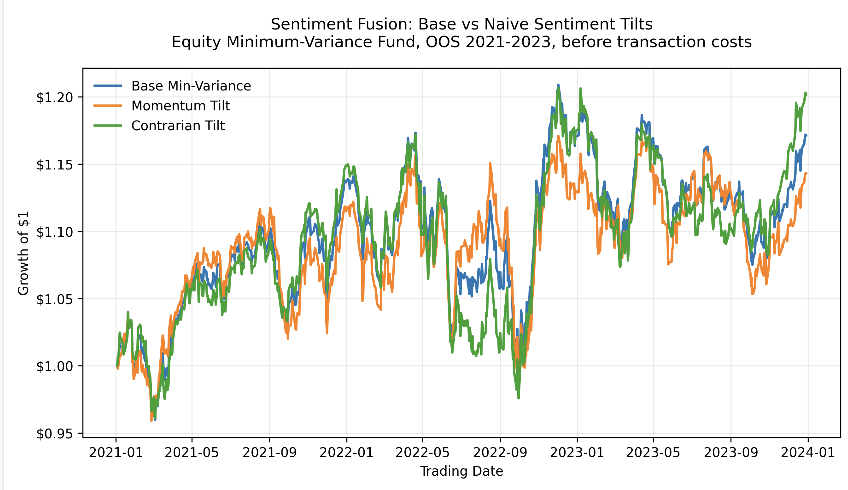 Sentiment Fusion: Base vs Naive Sentiment Tilts
Equity Minimum-Variance Fund, OOS 2021-2023, before transaction costs
Base Min-Variance
Momentum Tilt
Contrarian Tilt
Growth of $1
$1.20
$1.15
$1.10
$1.05
$1.00
$0.95
2021-01 2021-05 2021-09 2022-01 2022-05 2022-09 2023-01 2023-05 2023-09 2024-01
Trading Date